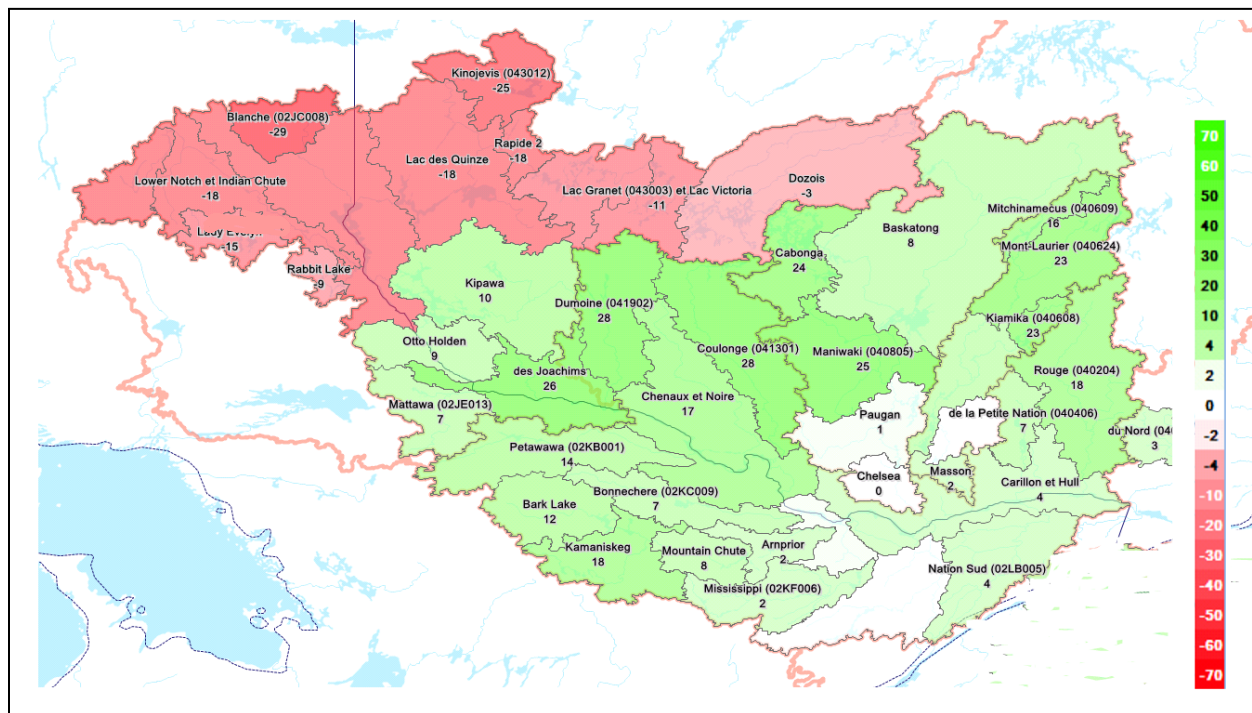 Kinojevis (043012)
-25
Blanche (02JC008)
-29
Rapide 2
-18
Lac des Quinze
-18
Lower Notch et Indian Chute
-18
Lac Granet (043003) et Lac Victoria
-11
Dozois
-3
Lady Evelyn
-15
Rabbit Lake
-9
Mitchinamecus (040609)
16
Baskatong
8
Mont-Laurier (040624)
23
Cabonga
24
Kipawa
10
Dumoine (041902)
28
Kiamika (040608)
23
Otto Holden
9
Coulonge (041301)
28
Maniwaki (040805)
25
Rouge (040204)
18
des Joachims
26
Chenaux et Noire
17
Mattawa (02JE013)
7
Paugan
1
de la Petite Nation (040406)
7
du Nord (040
3
Petawawa (02KB001)
14
Chelsea
0
Masson
2
Carillon et Hull
4
Bonnechere (02KC009)
7
Bark Lake
12
Kamaniskeg
18
Mountain Chute
8
Arnprior
2
Nation Sud (02LB005)
4
Mississippi (02KF006)
2
70
60
50
40
30
20
10
4
2
0
-2
-4
-10
-20
-30
-40
-50
-60
-70